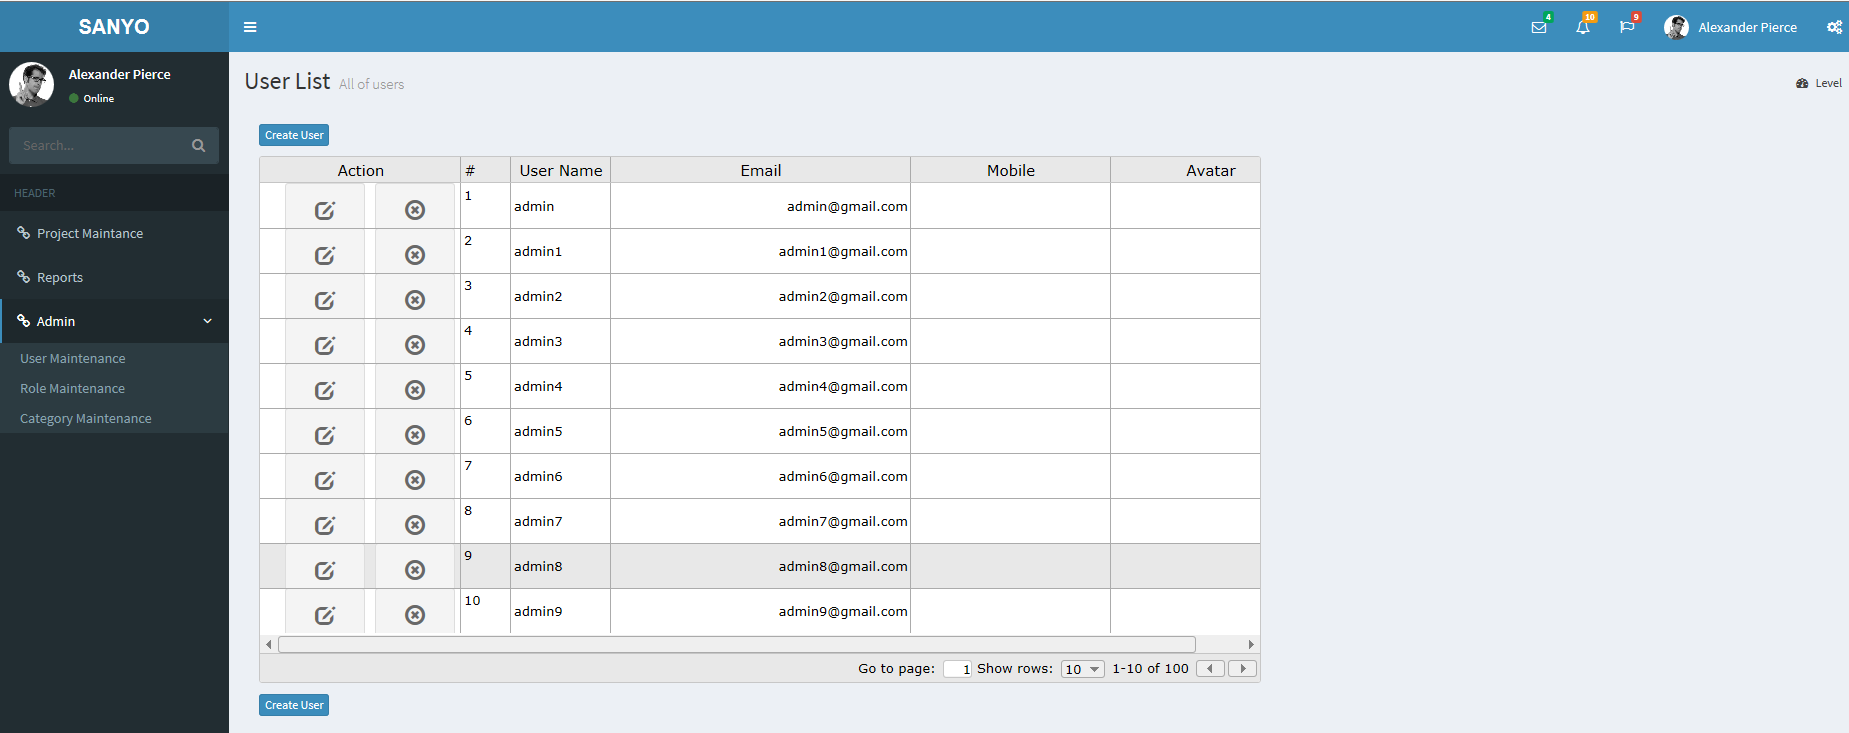 SANYO
4
10
9
Alexander Pierce
Alexander Pierce
Online
Search...
HEADER
Project Maintance
Reports
Admin
User Maintenance
Role Maintenance
Category Maintenance
User List All of users
Level
Create User
Action # User Name Email Mobile Avatar
1 admin admin@gmail.com
2 admin1 admin1@gmail.com
3 admin2 admin2@gmail.com
4 admin3 admin3@gmail.com
5 admin4 admin4@gmail.com
6 admin5 admin5@gmail.com
7 admin6 admin6@gmail.com
8 admin7 admin7@gmail.com
9 admin8 admin8@gmail.com
10 admin9 admin9@gmail.com
Go to page: 1 Show rows: 10 1-10 of 100
Create User